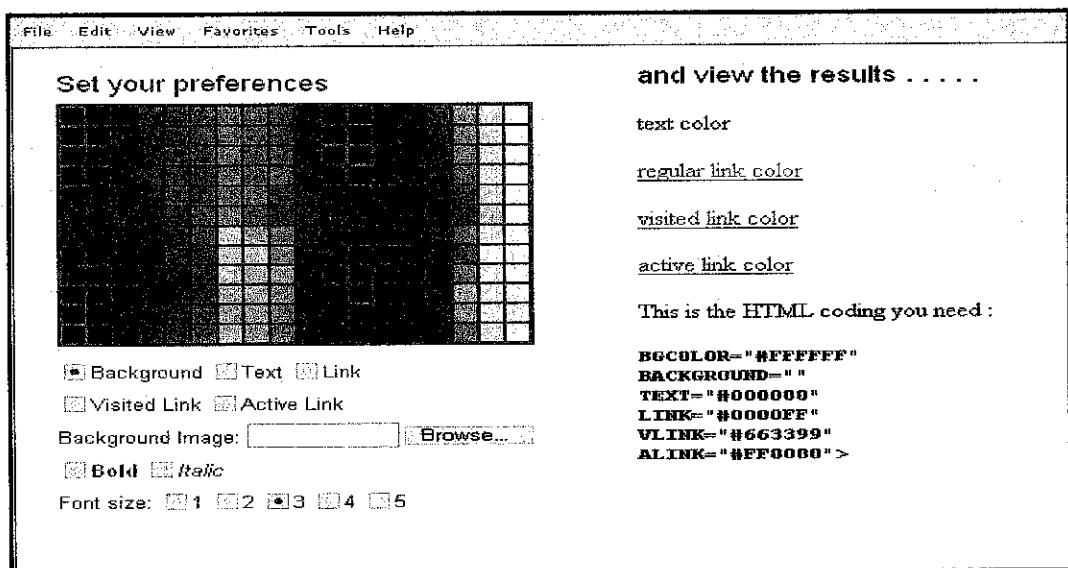 File Edit View Favorites Tools Help
Set your preferences
Background Text Link
Visited Link Active Link
Background Image: Browse...
Bold Italic
Font size: 1 2 3 4 5
and view the results . . . . .
text color
regular link color
visited link color
active link color
This is the HTML coding you need :
BGCOLOR="#FFFFFF"
BACKGROUND=" "
TEXT="#000000"
LINK="#0000FF"
VLINK="#663399"
ALINK="#FF0000">